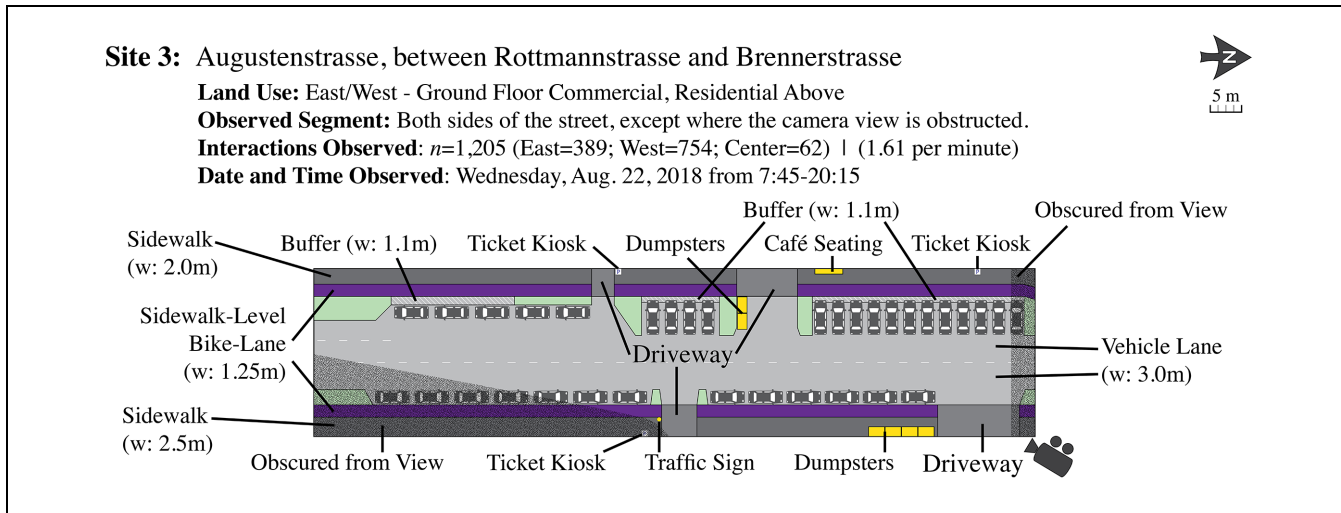 Site 3: Augustenstrasse, between Rottmannstrasse and Brennerstrasse
N
5 m
Land Use: East/West - Ground Floor Commercial, Residential Above
Observed Segment: Both sides of the street, except where the camera view is obstructed.
Interactions Observed: n=1,205 (East=389; West=754; Center=62) | (1.61 per minute)
Date and Time Observed: Wednesday, Aug. 22, 2018 from 7:45-20:15
Buffer (w: 1.1m)
Obscured from View
Sidewalk
(w: 2.0m)
Buffer (w: 1.1m)
Ticket Kiosk
Dumpsters
Café Seating
Ticket Kiosk
P
P
Sidewalk-Level
Bike-Lane
(w: 1.25m)
Driveway
Vehicle Lane
(w: 3.0m)
Sidewalk
(w: 2.5m)
Obscured from View
Ticket Kiosk
Traffic Sign
Dumpsters
Driveway